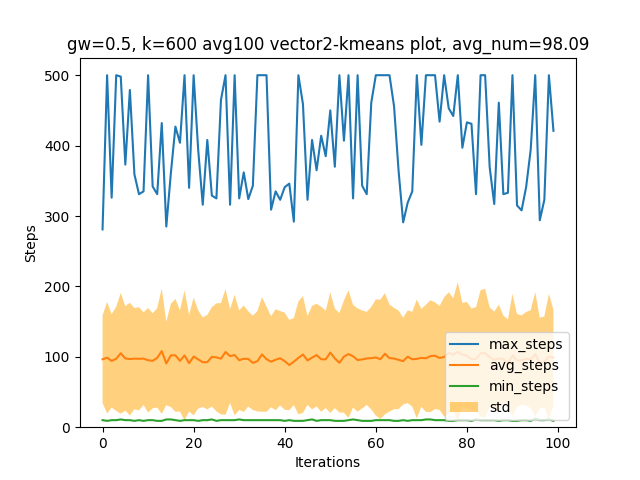 gw=0.5, k=600 avg100 vector2-kmeans plot, avg_num=98.09
500
400
300
200
100
0
Steps
max_steps
avg_steps
min_steps
std
0
20
40
60
80
100
Iterations